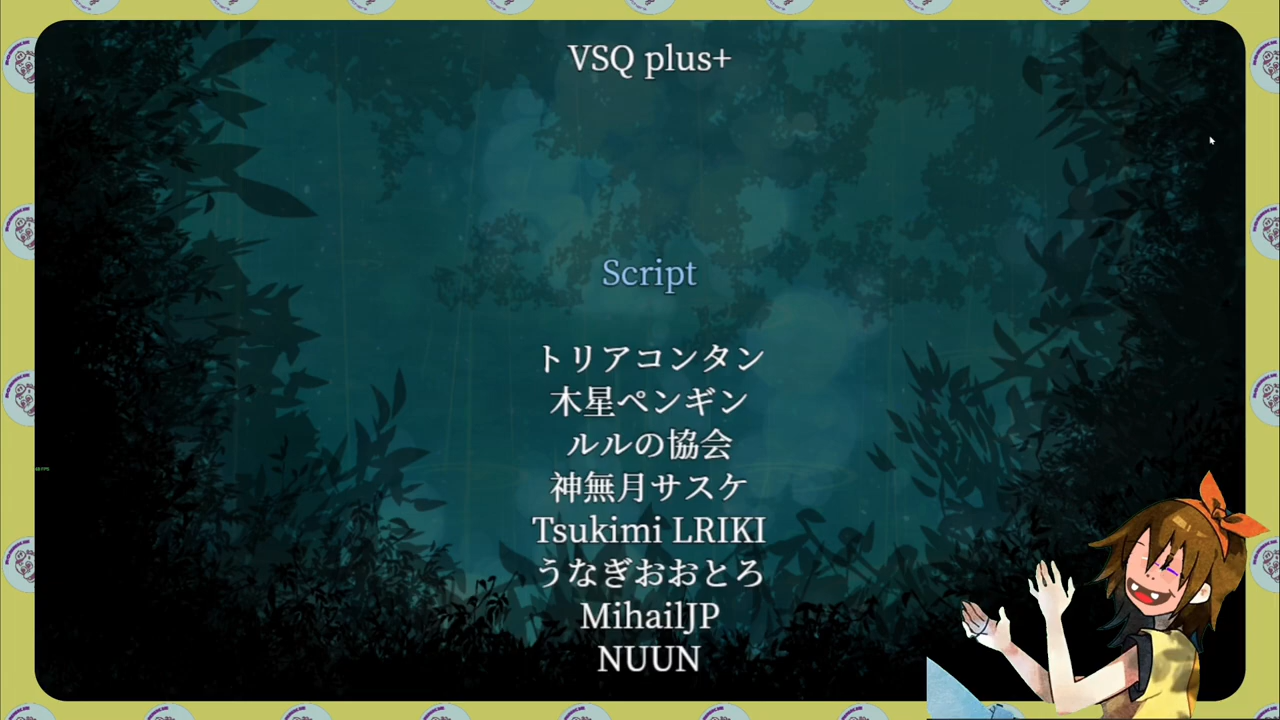 VSQ plus+
Script
トリアコンタン
木星ペンギン
ルルの協会
神無月サスケ
Tsukimi LRIKI
うなぎおおとろ
MihailJP
NUUN